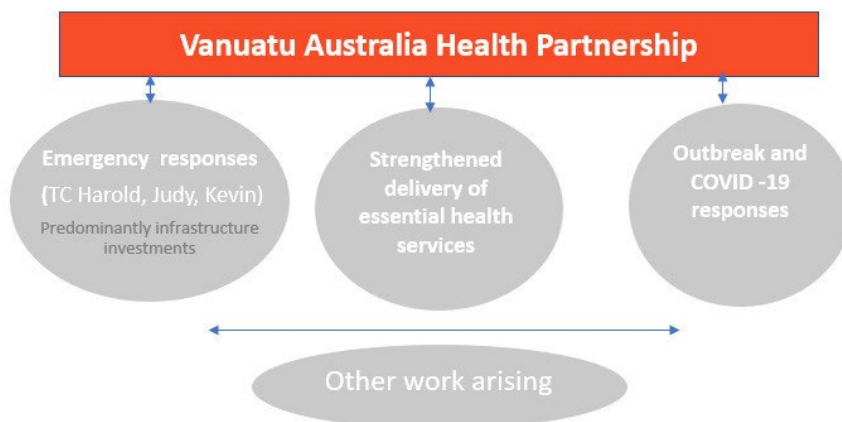 Vanuatu Australia Health Partnership
Emergency responses
(TC Harold, Judy, Kevin)
Predominantly infrastructure
investments
Strengthened
delivery of
essential health
services
Outbreak and
COVID -19
responses
Other work arising